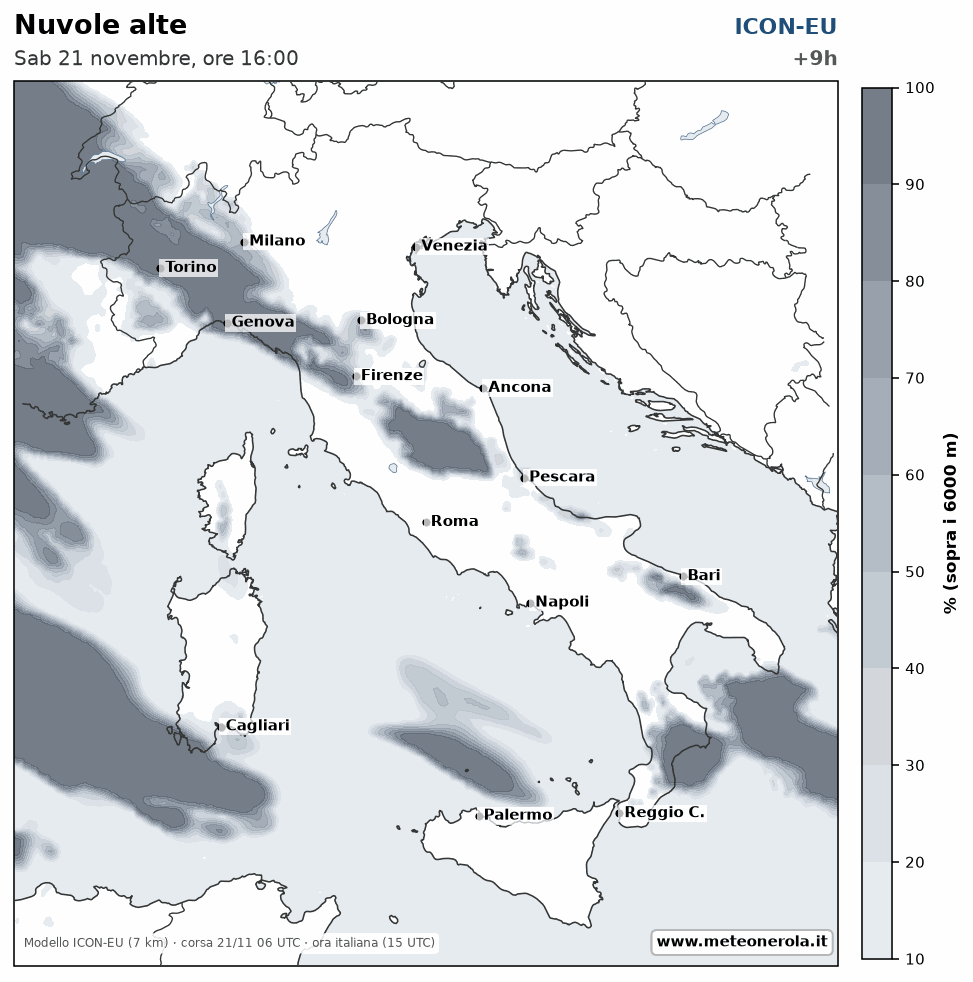 Nuvole alte
ICON-EU
Sab 21 novembre, ore 16:00
+9h
100
90
80
70
60
50
40
30
20
10
% (sopra i 6000 m)
Milano
Venezia
Torino
Genova
Bologna
Firenze
Ancona
Pescara
Roma
Bari
Napoli
Cagliari
Palermo
Reggio C.
Modello ICON-EU (7 km) · corsa 21/11 06 UTC · ora italiana (15 UTC)
www.meteonerola.it